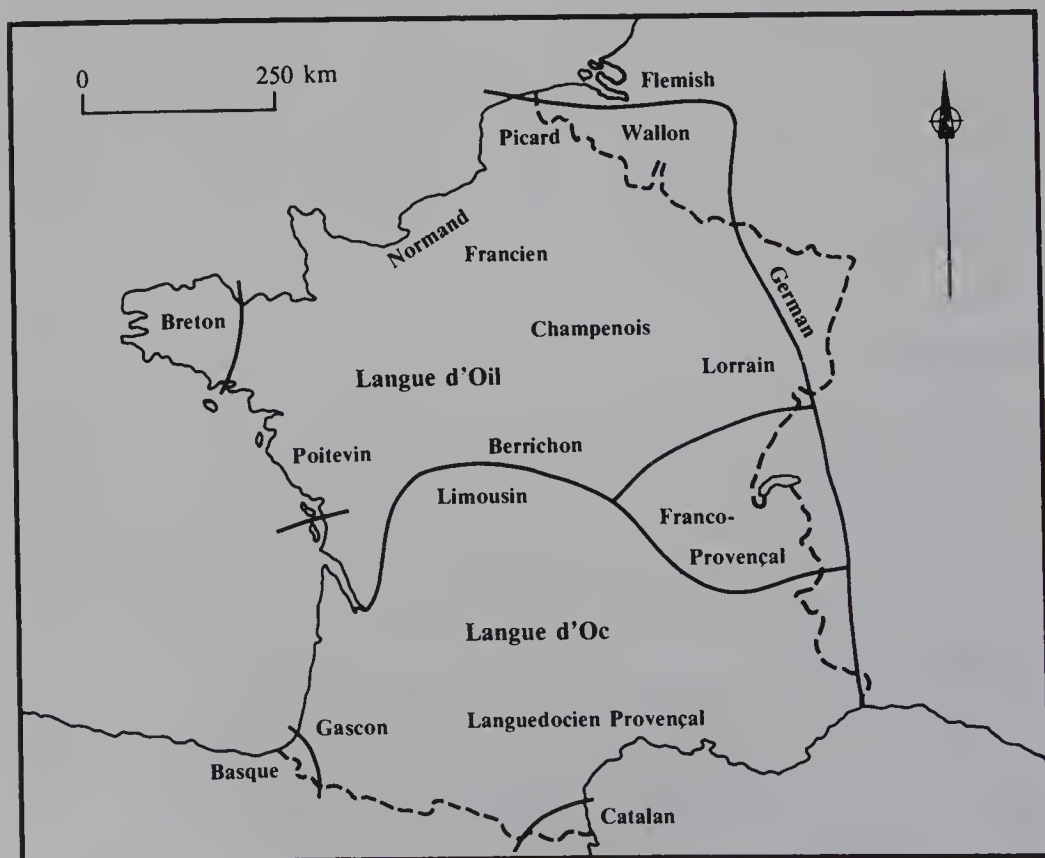 0 250 km
Flemish
Picard Wallon
Normand
Francien
German
Breton
Champenois
Lorrain
Langue d'Oil
Berrichon
Poitevin
Limousin
Franco-
Provençal
Langue d'Oc
Gascon
Languedocien Provençal
Basque
Catalan